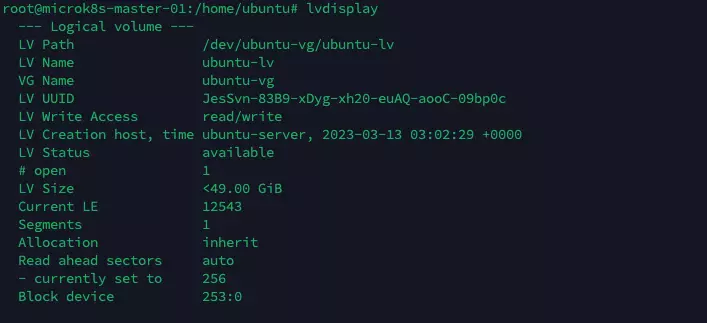 root@microk8s-master-01:/home/ubuntu# lvdisplay
--- Logical volume ---
LV Path                /dev/ubuntu-vg/ubuntu-lv
LV Name                ubuntu-lv
VG Name                ubuntu-vg
LV UUID                JesSvn-83B9-xDyg-xh20-euAQ-aooC-09bp0c
LV Write Access        read/write
LV Creation host, time ubuntu-server, 2023-03-13 03:02:29 +0000
LV Status              available
# open                 1
LV Size                <49.00 GiB
Current LE             12543
Segments               1
Allocation             inherit
Read ahead sectors     auto
- currently set to     256
Block device           253:0